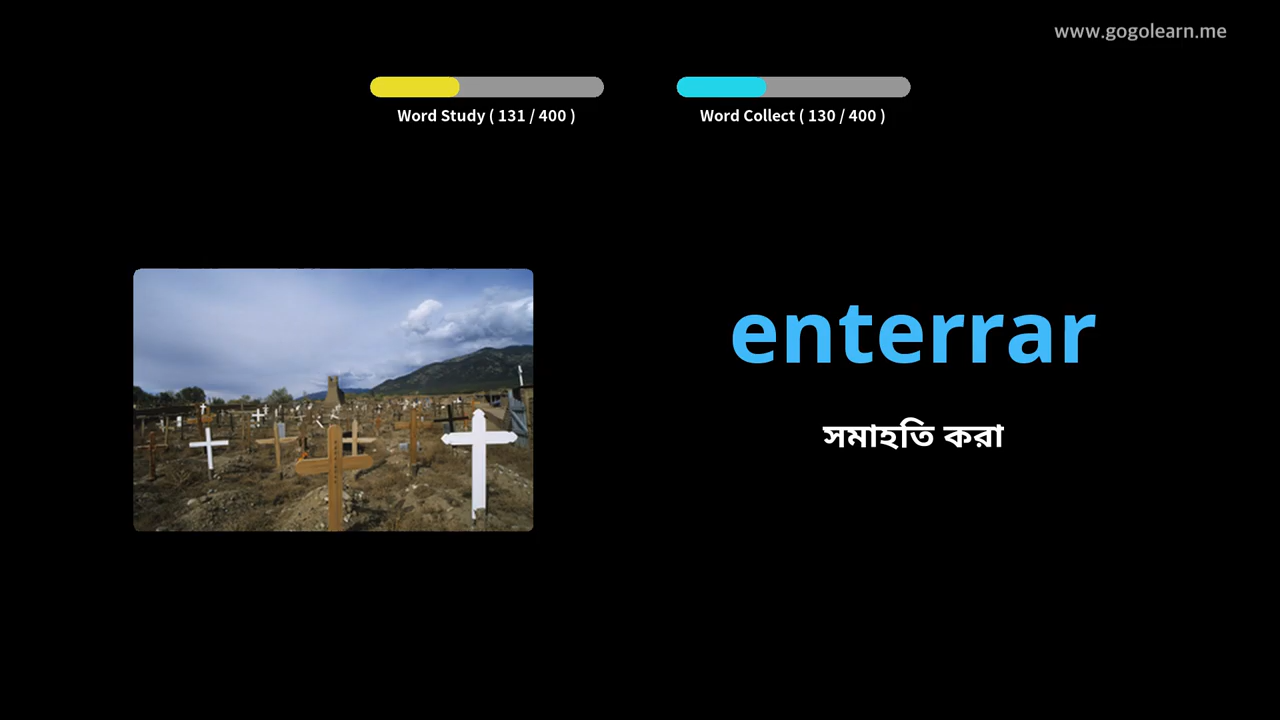 www.gogolearn.me
Word Study ( 131 / 400 )
Word Collect ( 130 / 400 )
enterrar
সমাহতি করা